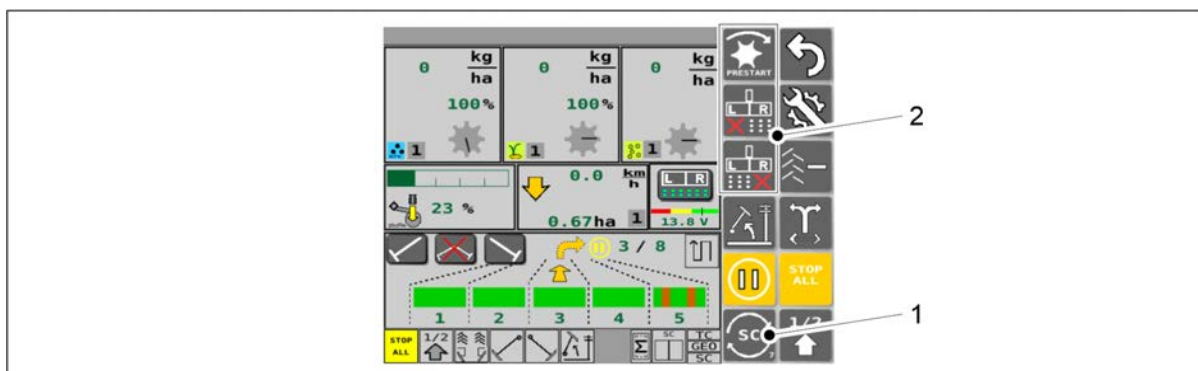 0 kg/ha 0 kg/ha 0 kg/ha
100% 100%
1 1 1
PRESTART
L R
L R
2
23 %
0.0 km/h
0.67ha 1
L R
13.8 V
3 / 8
1 2 3 4 5
STOP ALL
SC
1/2
1
STOP ALL 1/2 Σ SC TC
GEO
SC